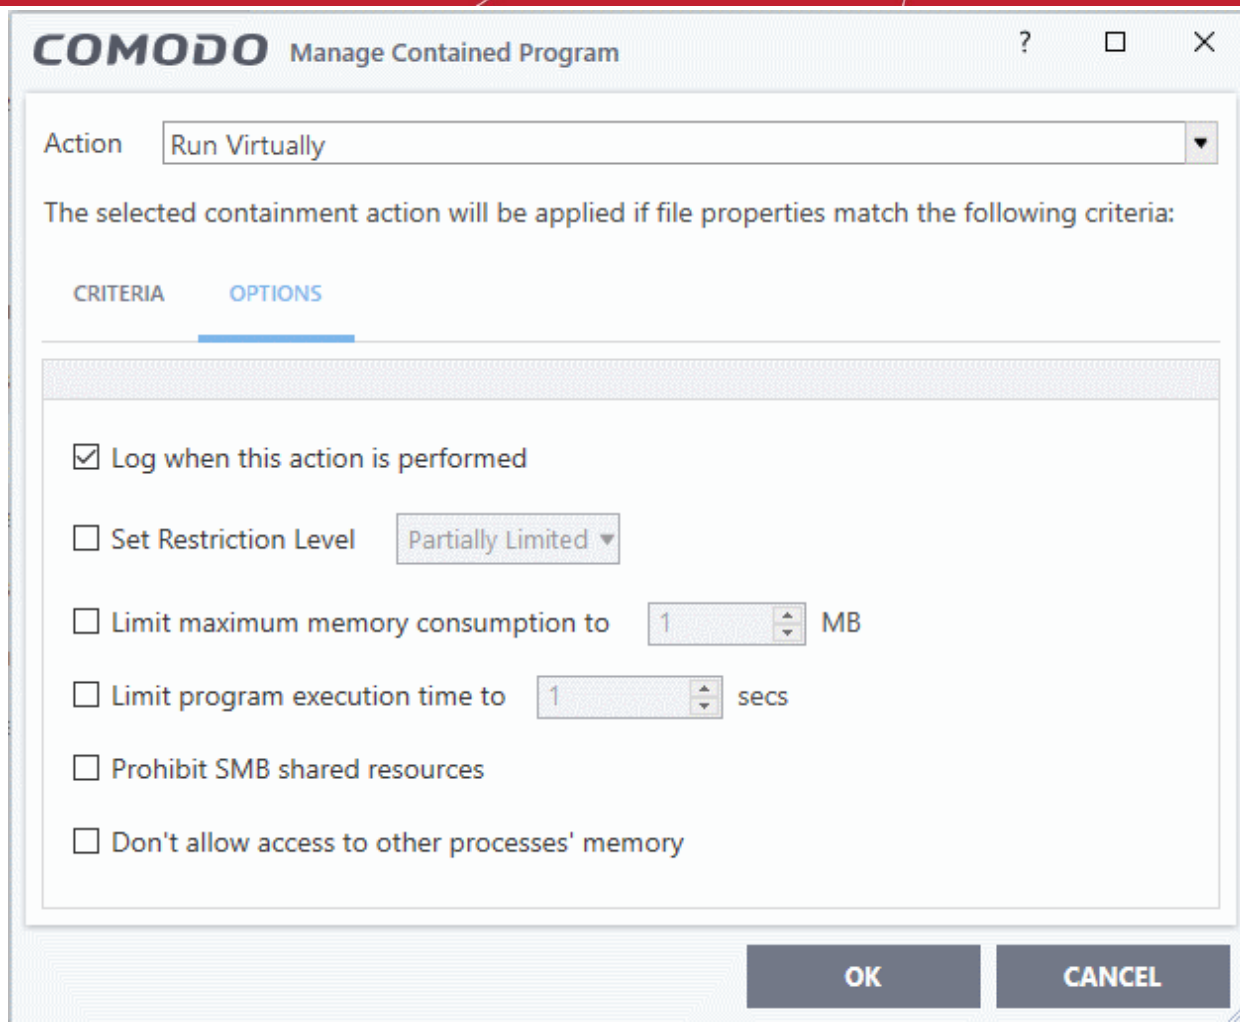 COMODO Manage Contained Program ?
Action Run Virtually
The selected containment action will be applied if file properties match the following criteria:
CRITERIA OPTIONS
Log when this action is performed
Set Restriction Level Partially Limited
Limit maximum memory consumption to 1 MB
Limit program execution time to 1 secs
Prohibit SMB shared resources
Don't allow access to other processes' memory
OK CANCEL